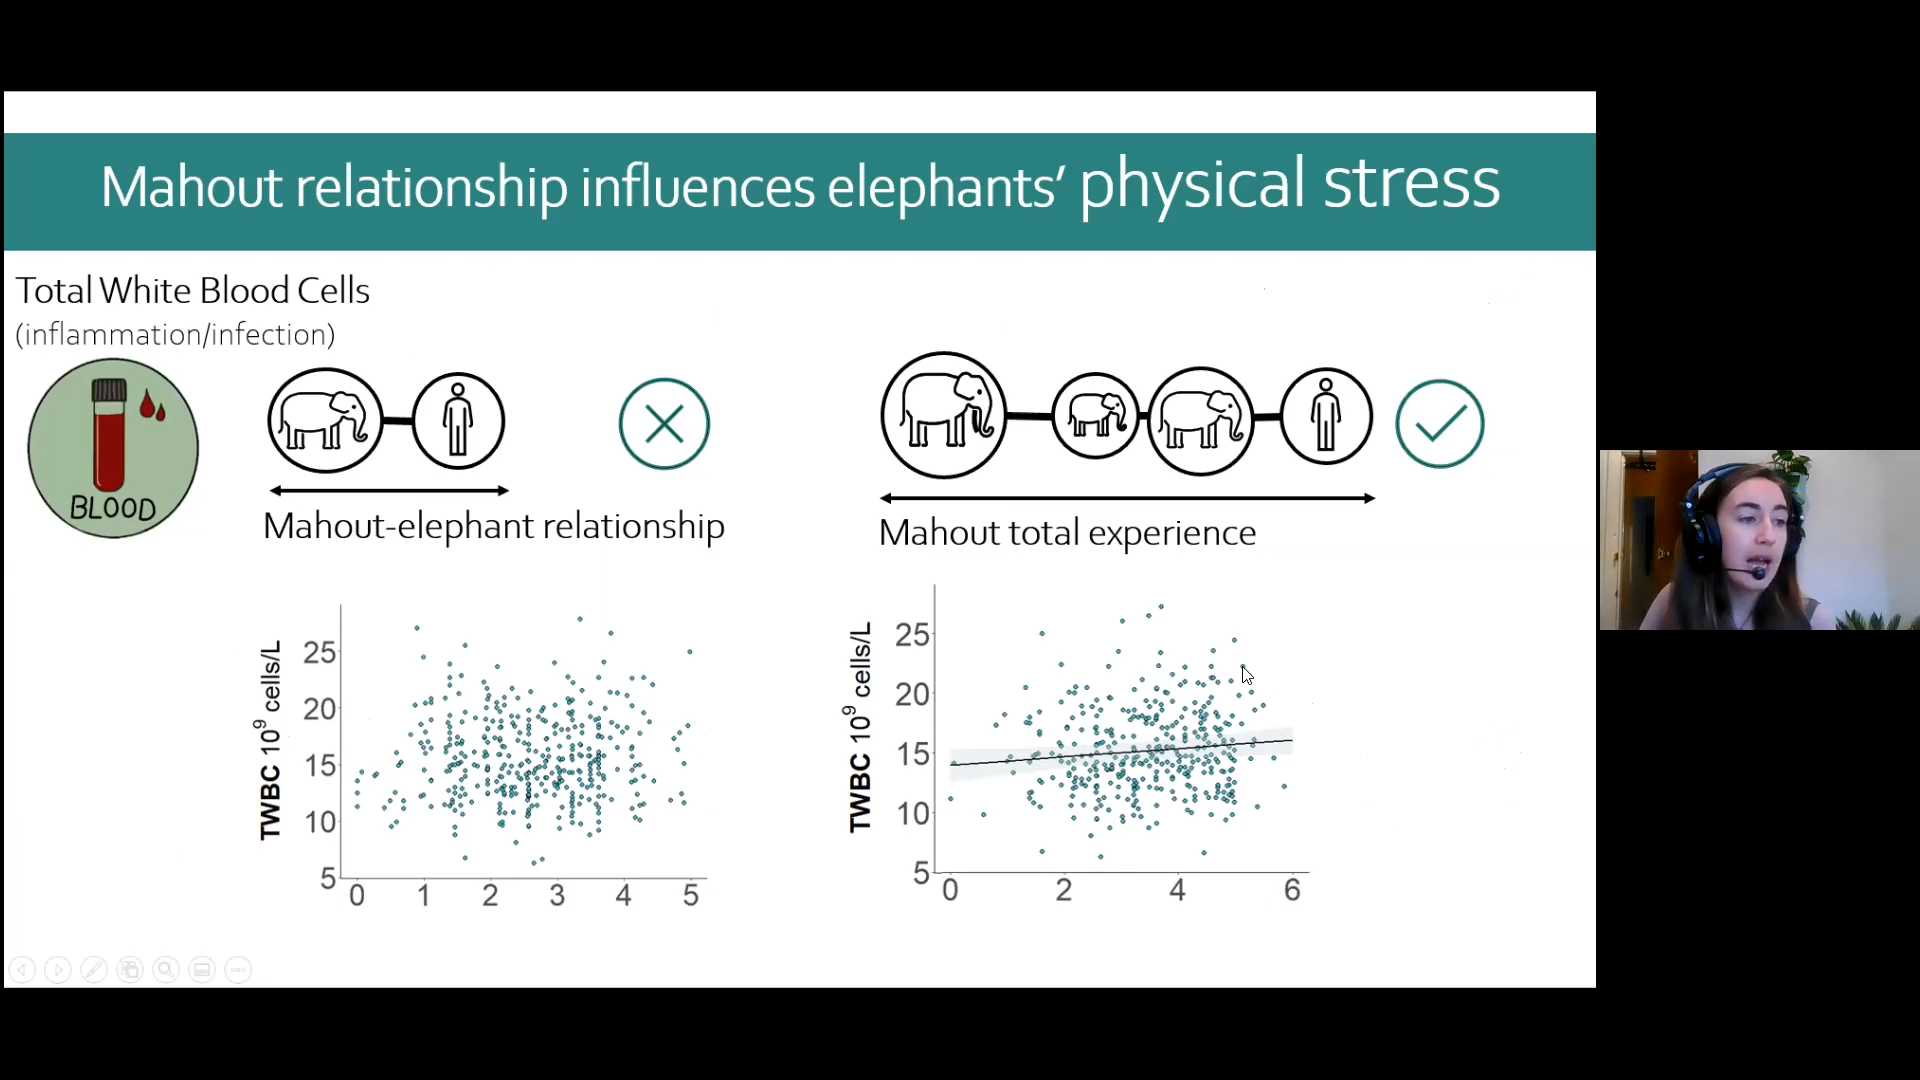 Mahout relationship influences elephants’ physical stress
Total White Blood Cells
(inflammation/infection)
BLOOD
Mahout-elephant relationship
Mahout total experience
TWBC 10⁹ cells/L
25
20
15
10
5
0 1 2 3 4 5
TWBC 10⁹ cells/L
25
20
15
10
5
0 2 4 6